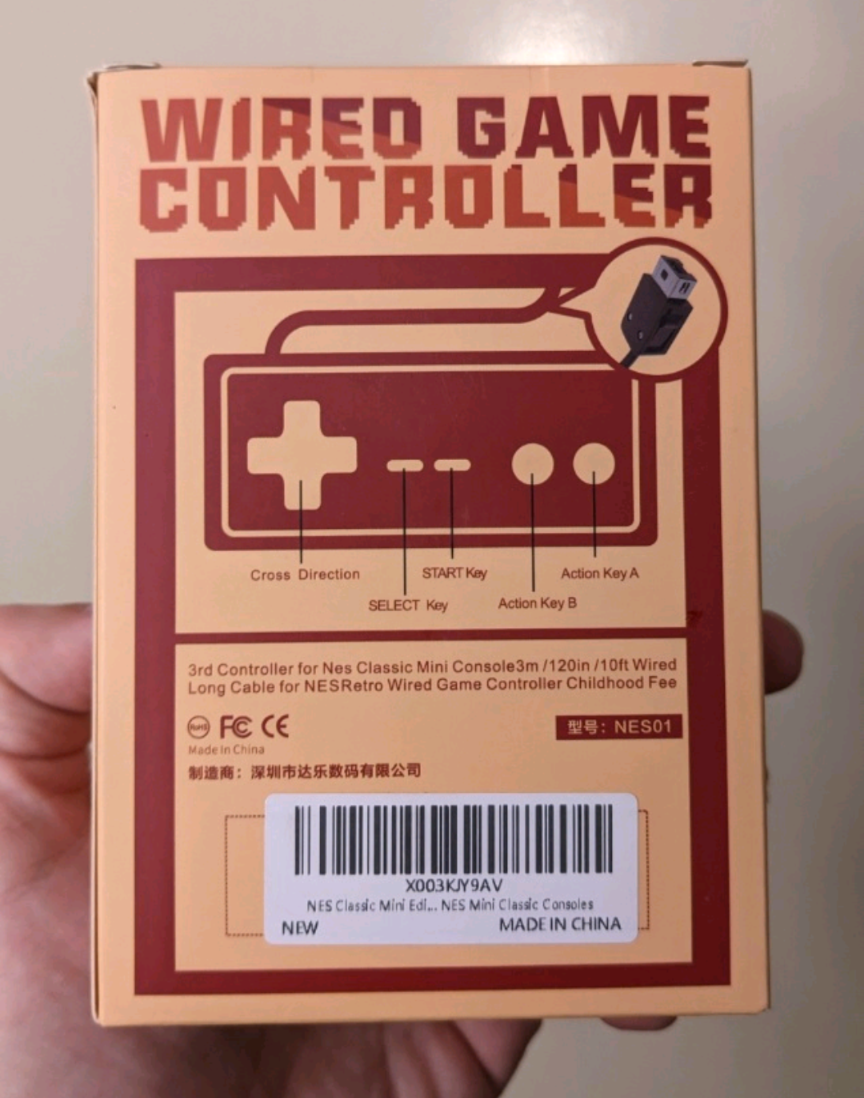 WIRED GAME
CONTROLLER
Cross Direction
START Key
Action Key A
SELECT Key
Action Key B
3rd Controller for Nes Classic Mini Console3m /120in /10ft Wired
Long Cable for NESRetro Wired Game Controller Childhood Fee
RoHS FC CE
型号：NES01
Made In China
制造商：深圳市达乐数码有限公司
X003KJY9AV
NES Classic Mini Edi... NES Mini Classic Consoles
NEW MADE IN CHINA